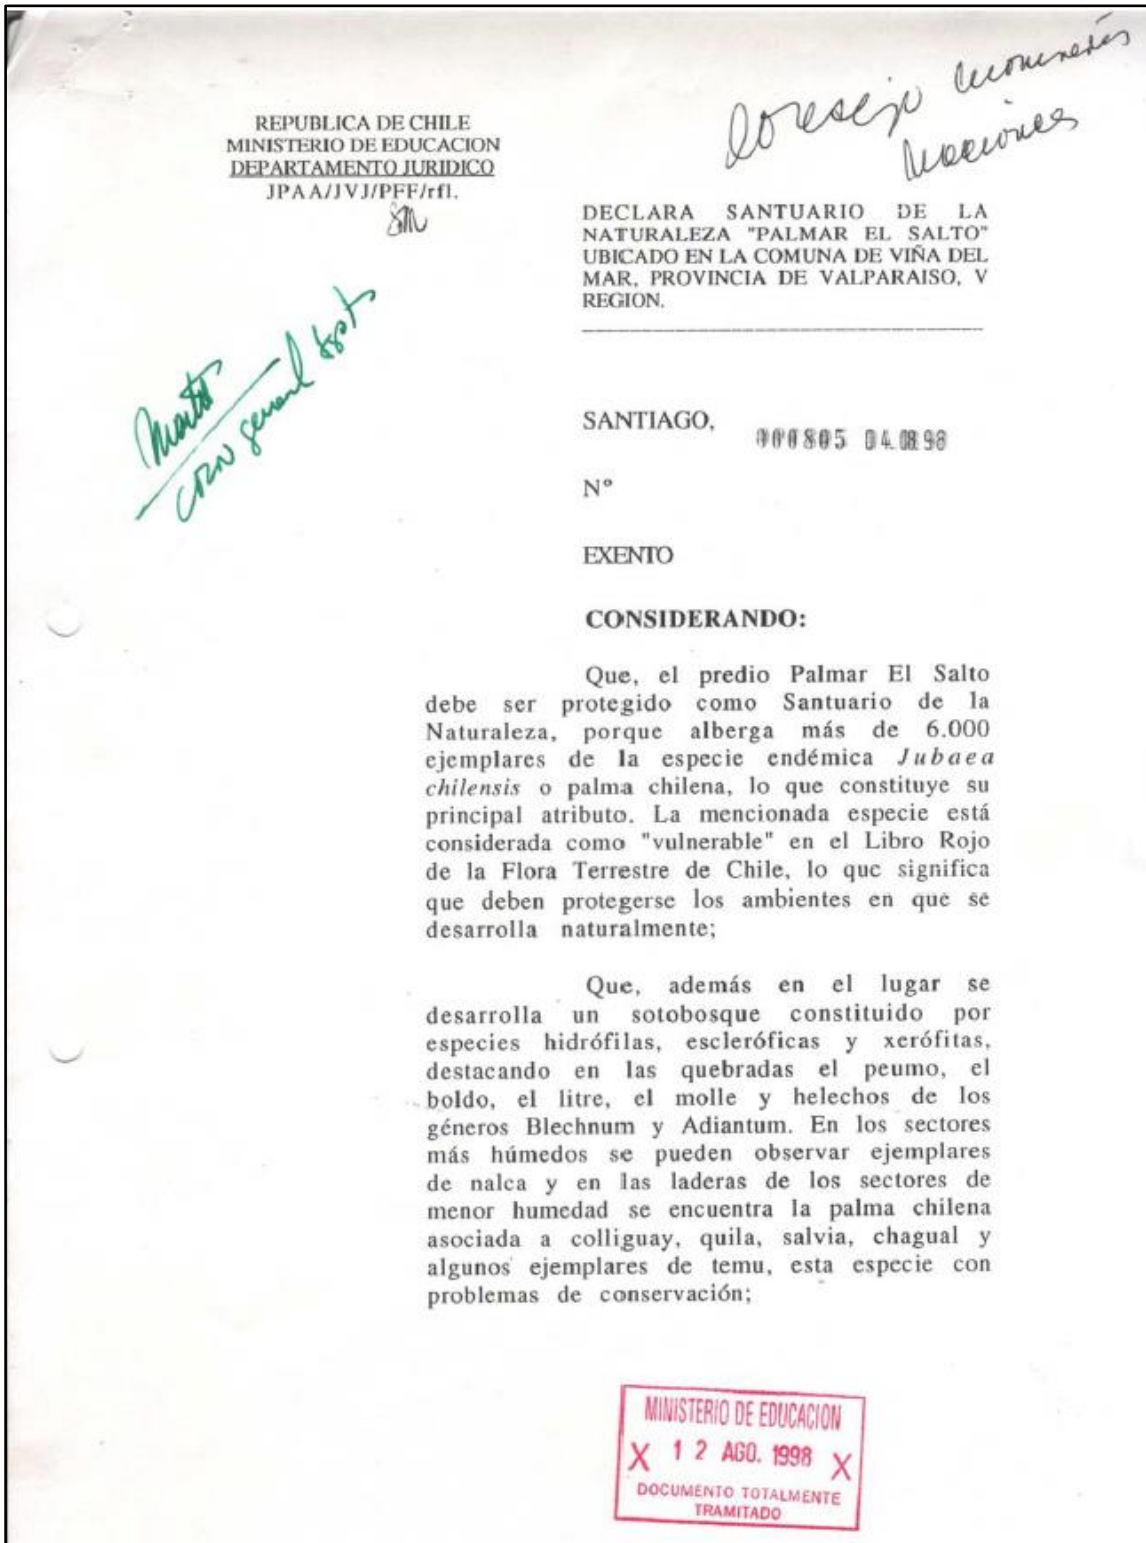 REPUBLICA DE CHILE
MINISTERIO DE EDUCACION
DEPARTAMENTO JURIDICO
JPAA/JVJ/PFF/rfl.
DECLARA SANTUARIO DE LA
NATURALEZA "PALMAR EL SALTO"
UBICADO EN LA COMUNA DE VIÑA DEL
MAR, PROVINCIA DE VALPARAISO, V
REGION.
SANTIAGO, 000805 04.08.98
N°
EXENTO
CONSIDERANDO:
Que, el predio Palmar El Salto
debe ser protegido como Santuario de la
Naturaleza, porque alberga más de 6.000
ejemplares de la especie endémica Jubaea
chilensis o palma chilena, lo que constituye su
principal atributo. La mencionada especie está
considerada como "vulnerable" en el Libro Rojo
de la Flora Terrestre de Chile, lo que significa
que deben protegerse los ambientes en que se
desarrolla naturalmente;
Que, además en el lugar se
desarrolla un sotobosque constituido por
especies hidrófilas, escleróficas y xerófitas,
destacando en las quebradas el peumo, el
boldo, el litre, el molle y helechos de los
géneros Blechnum y Adiantum. En los sectores
más húmedos se pueden observar ejemplares
de nalca y en las laderas de los sectores de
menor humedad se encuentra la palma chilena
asociada a colliguay, quila, salvia, chagual y
algunos ejemplares de temu, esta especie con
problemas de conservación;
MINISTERIO DE EDUCACION
X 12 AGO. 1998 X
DOCUMENTO TOTALMENTE
TRAMITADO